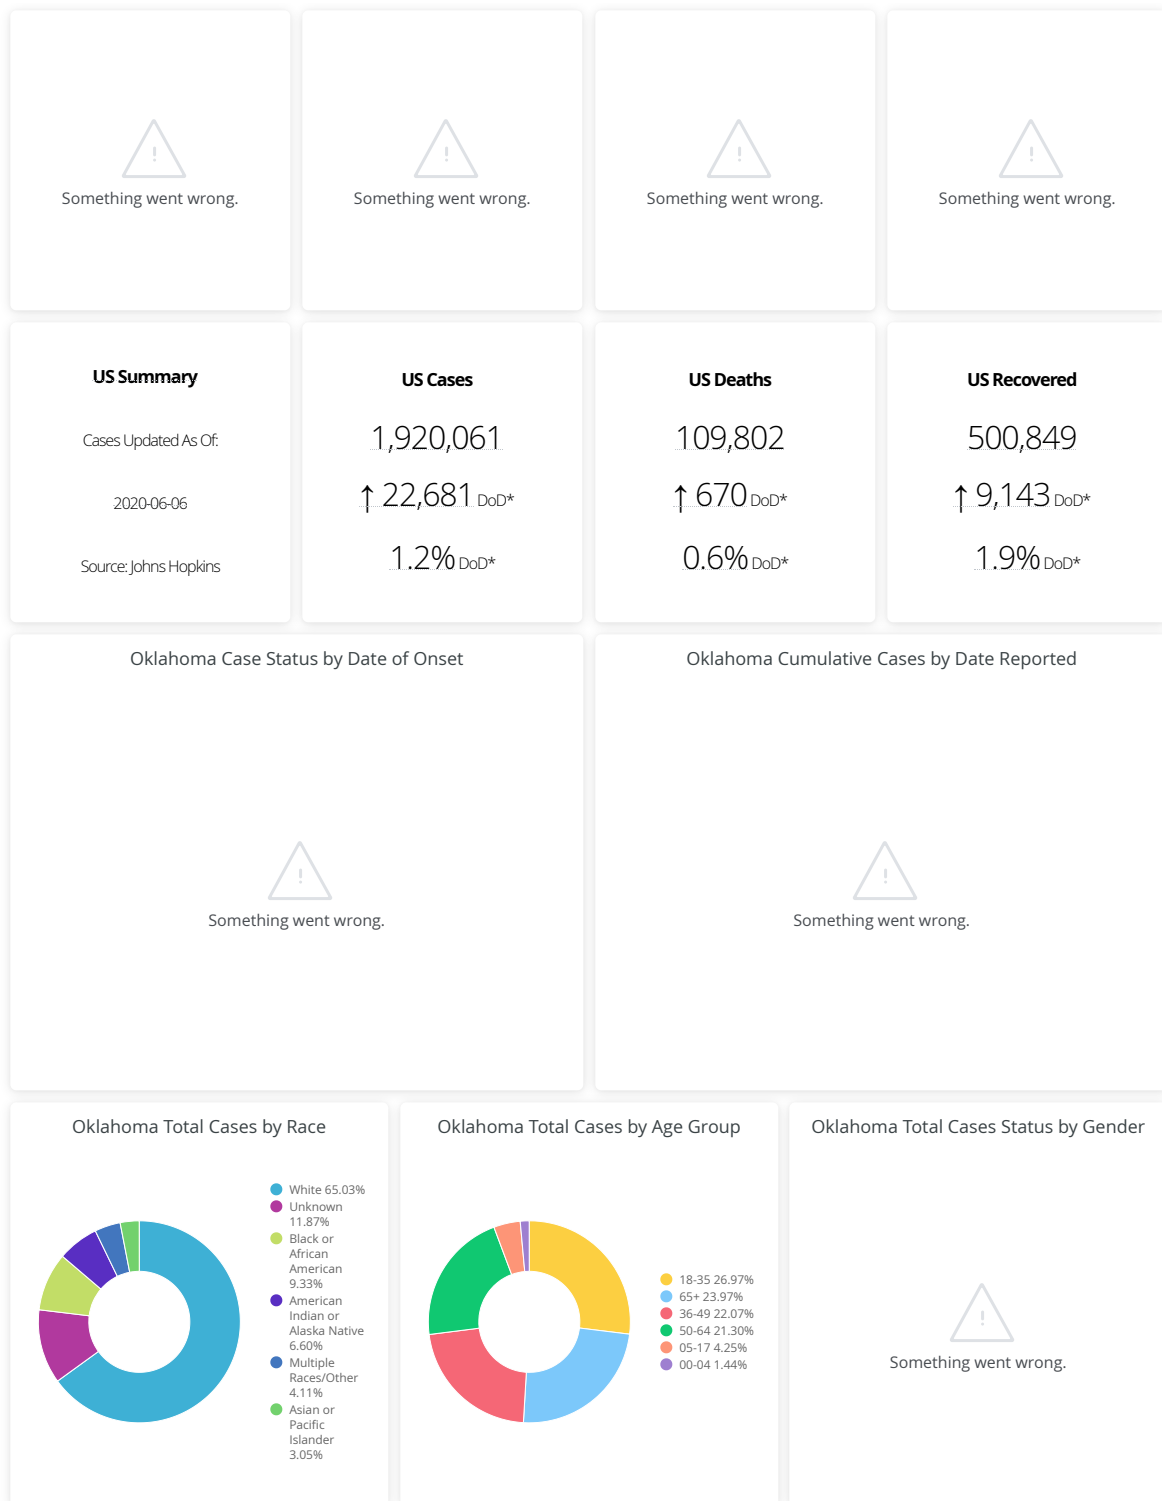 Something went wrong.
Something went wrong.
Something went wrong.
Something went wrong.
US Summary
Cases Updated As Of:
2020-06-06
Source: Johns Hopkins
US Cases
1,920,061
↑ 22,681 DoD*
1.2% DoD*
US Deaths
109,802
↑ 670 DoD*
0.6% DoD*
US Recovered
500,849
↑ 9,143 DoD*
1.9% DoD*
Oklahoma Case Status by Date of Onset
Something went wrong.
Oklahoma Cumulative Cases by Date Reported
Something went wrong.
Oklahoma Total Cases by Race
White 65.03%
Unknown
11.87%
Black or
African
American
9.33%
American
Indian or
Alaska Native
6.60%
Multiple
Races/Other
4.11%
Asian or
Pacific
Islander
3.05%
Oklahoma Total Cases by Age Group
18-35 26.97%
65+ 23.97%
36-49 22.07%
50-64 21.30%
05-17 4.25%
00-04 1.44%
Oklahoma Total Cases Status by Gender
Something went wrong.